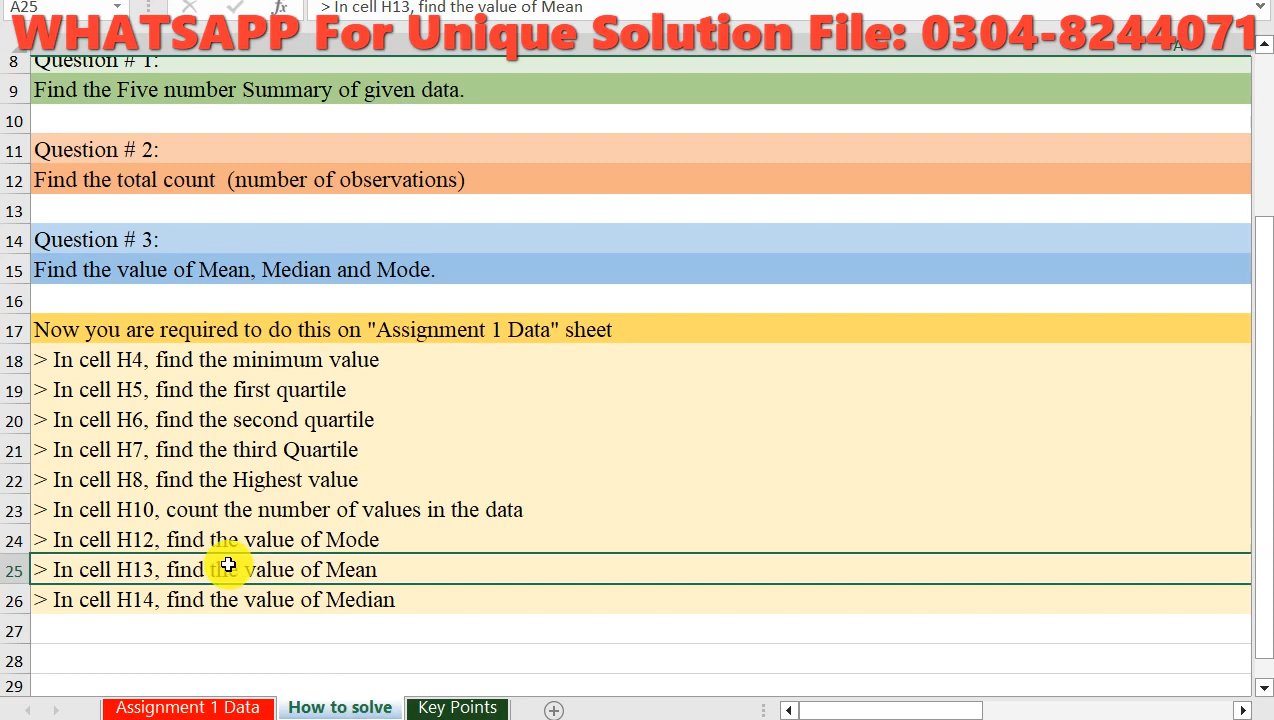 A25
fx
> In cell H13, find the value of Mean
WHATSAPP For Unique Solution File: 0304-8244071
A
8 Question # 1:
9 Find the Five number Summary of given data.
10
11 Question # 2:
12 Find the total count (number of observations)
13
14 Question # 3:
15 Find the value of Mean, Median and Mode.
16
17 Now you are required to do this on "Assignment 1 Data" sheet
18 > In cell H4, find the minimum value
19 > In cell H5, find the first quartile
20 > In cell H6, find the second quartile
21 > In cell H7, find the third Quartile
22 > In cell H8, find the Highest value
23 > In cell H10, count the number of values in the data
24 > In cell H12, find the value of Mode
25 > In cell H13, find the value of Mean
26 > In cell H14, find the value of Median
27
28
29
Assignment 1 Data How to solve Key Points